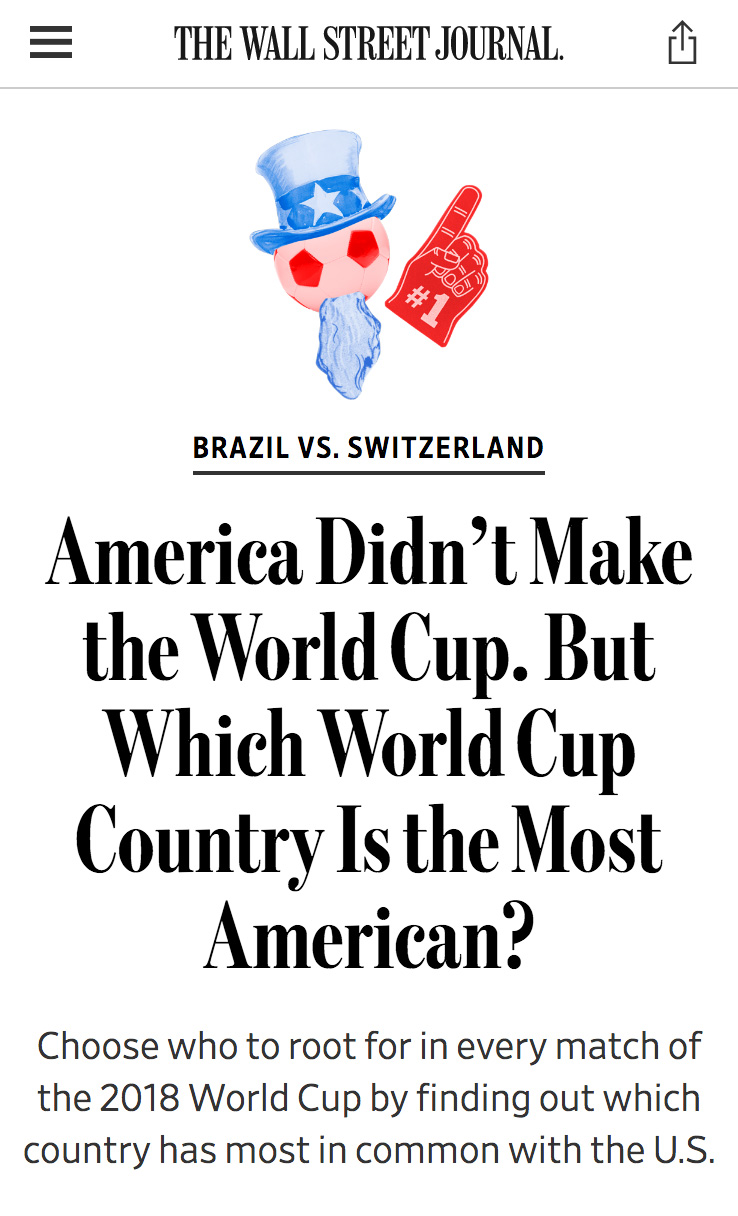 THE WALL STREET JOURNAL.
#1
BRAZIL VS. SWITZERLAND
America Didn’t Make
the World Cup. But
Which World Cup
Country Is the Most
American?
Choose who to root for in every match of
the 2018 World Cup by finding out which
country has most in common with the U.S.